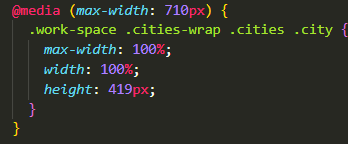 @media (max-width: 710px) {
.work-space .cities-wrap .cities .city {
max-width: 100%;
width: 100%;
height: 419px;
}
}